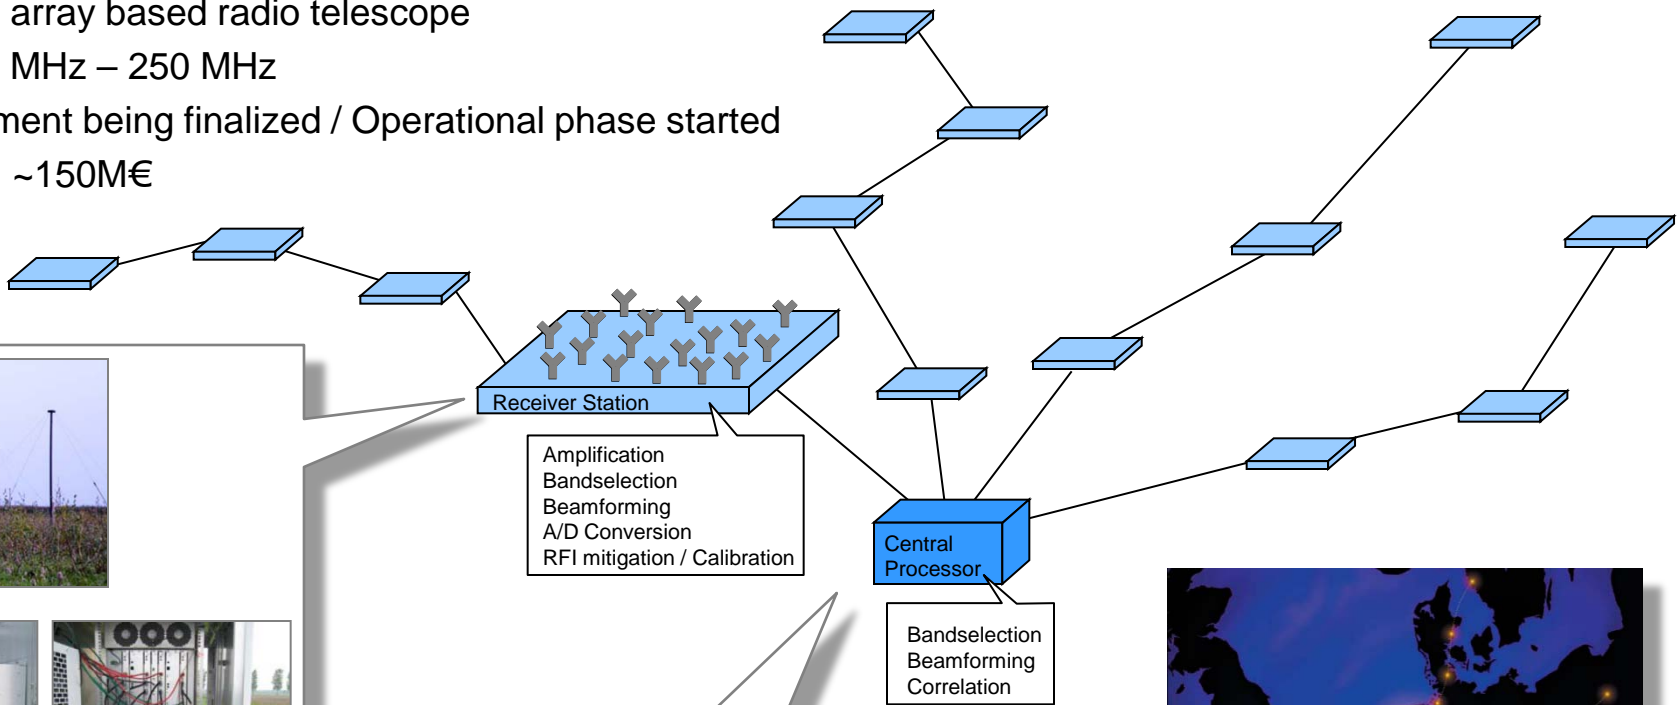 array based radio telescope
MHz – 250 MHz
ment being finalized / Operational phase started
~150M€
Receiver Station
Amplification
Bandselection
Beamforming
A/D Conversion
RFI mitigation / Calibration
Central
Processor
Bandselection
Beamforming
Correlation